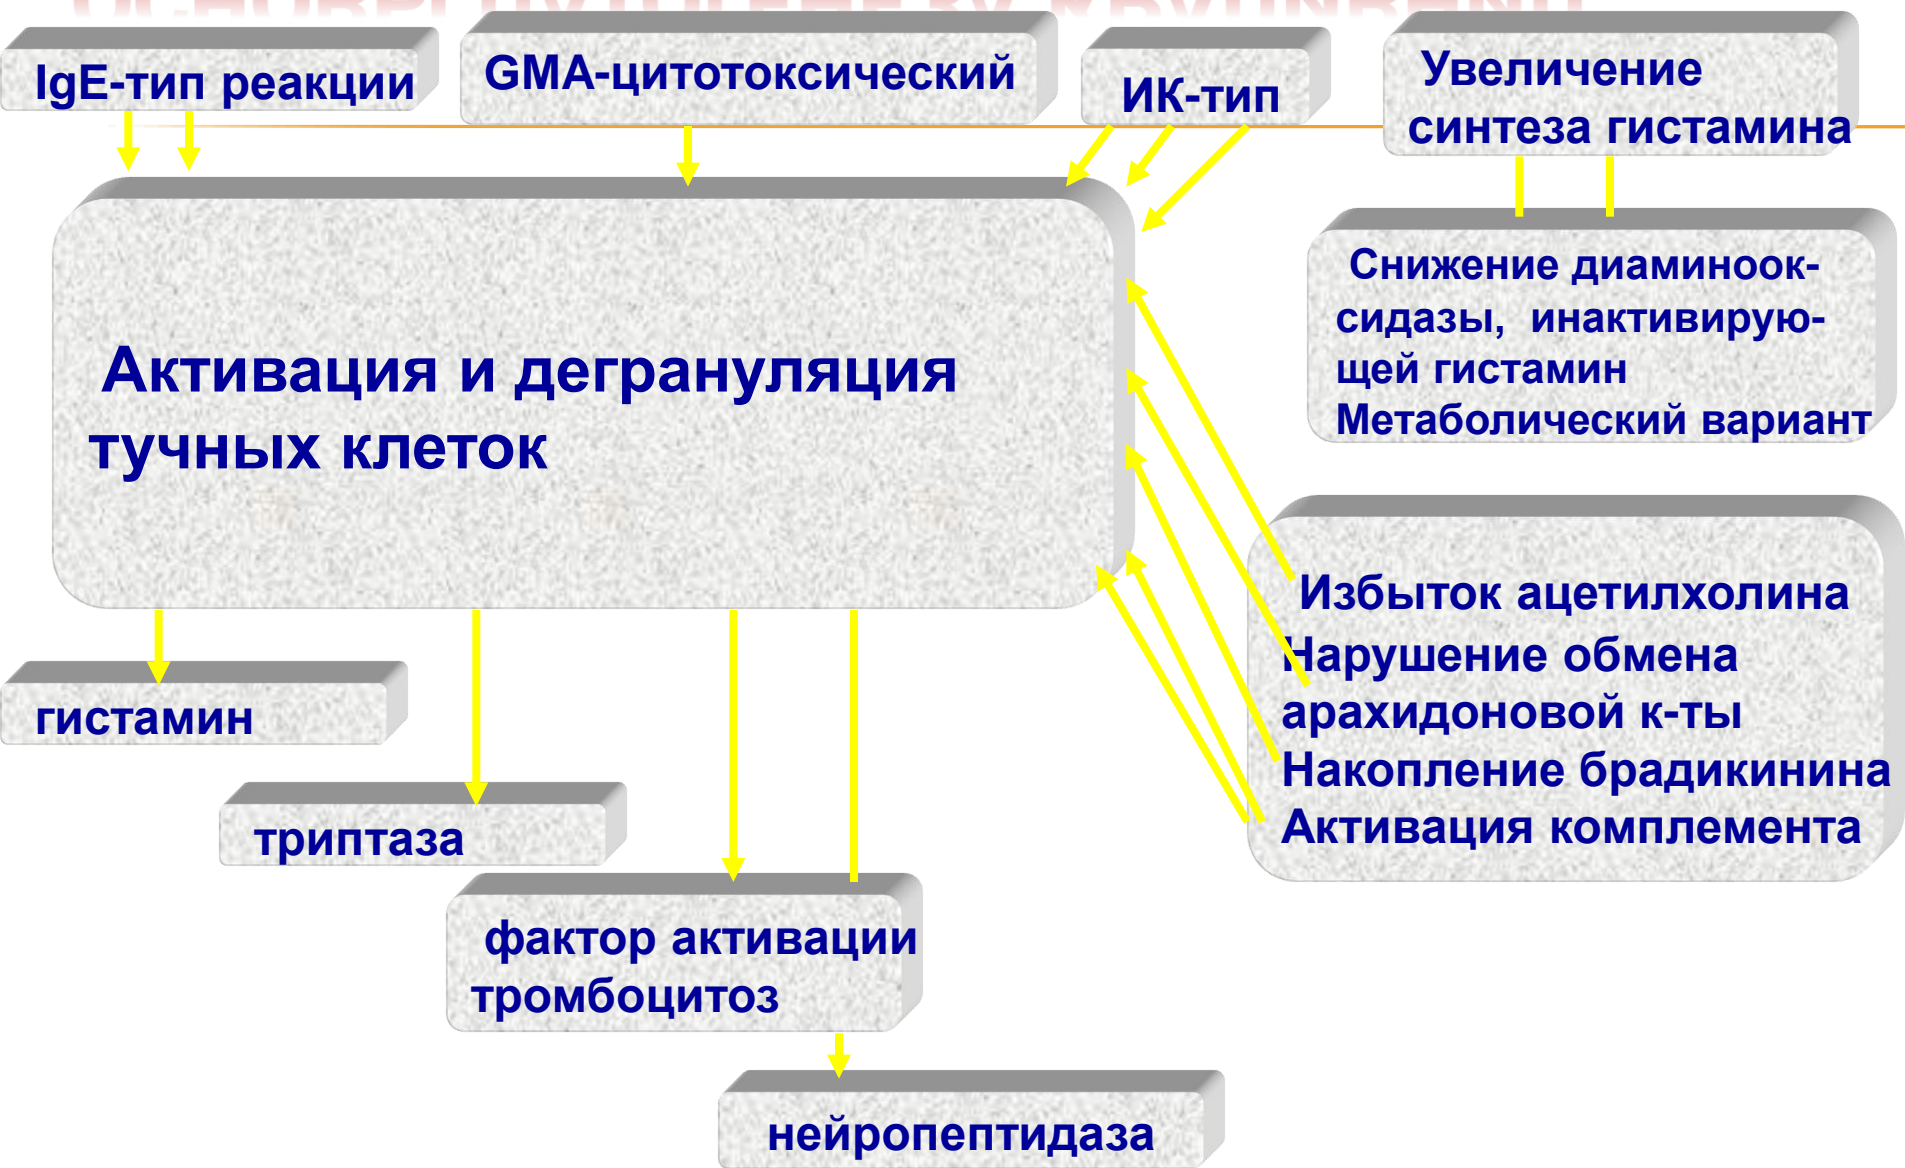 IgE-тип реакции
GMA-цитотоксический
ИК-тип
Увеличение
синтеза гистамина
Снижение диаминоок-
сидазы, инактивирую-
щей гистамин
Метаболический вариант
Активация и дегрануляция
тучных клеток
Избыток ацетилхолина
Нарушение обмена
арахидоновой к-ты
Накопление брадикинина
Активация комплемента
гистамин
триптаза
фактор активации
тромбоцитоз
нейропептидаза